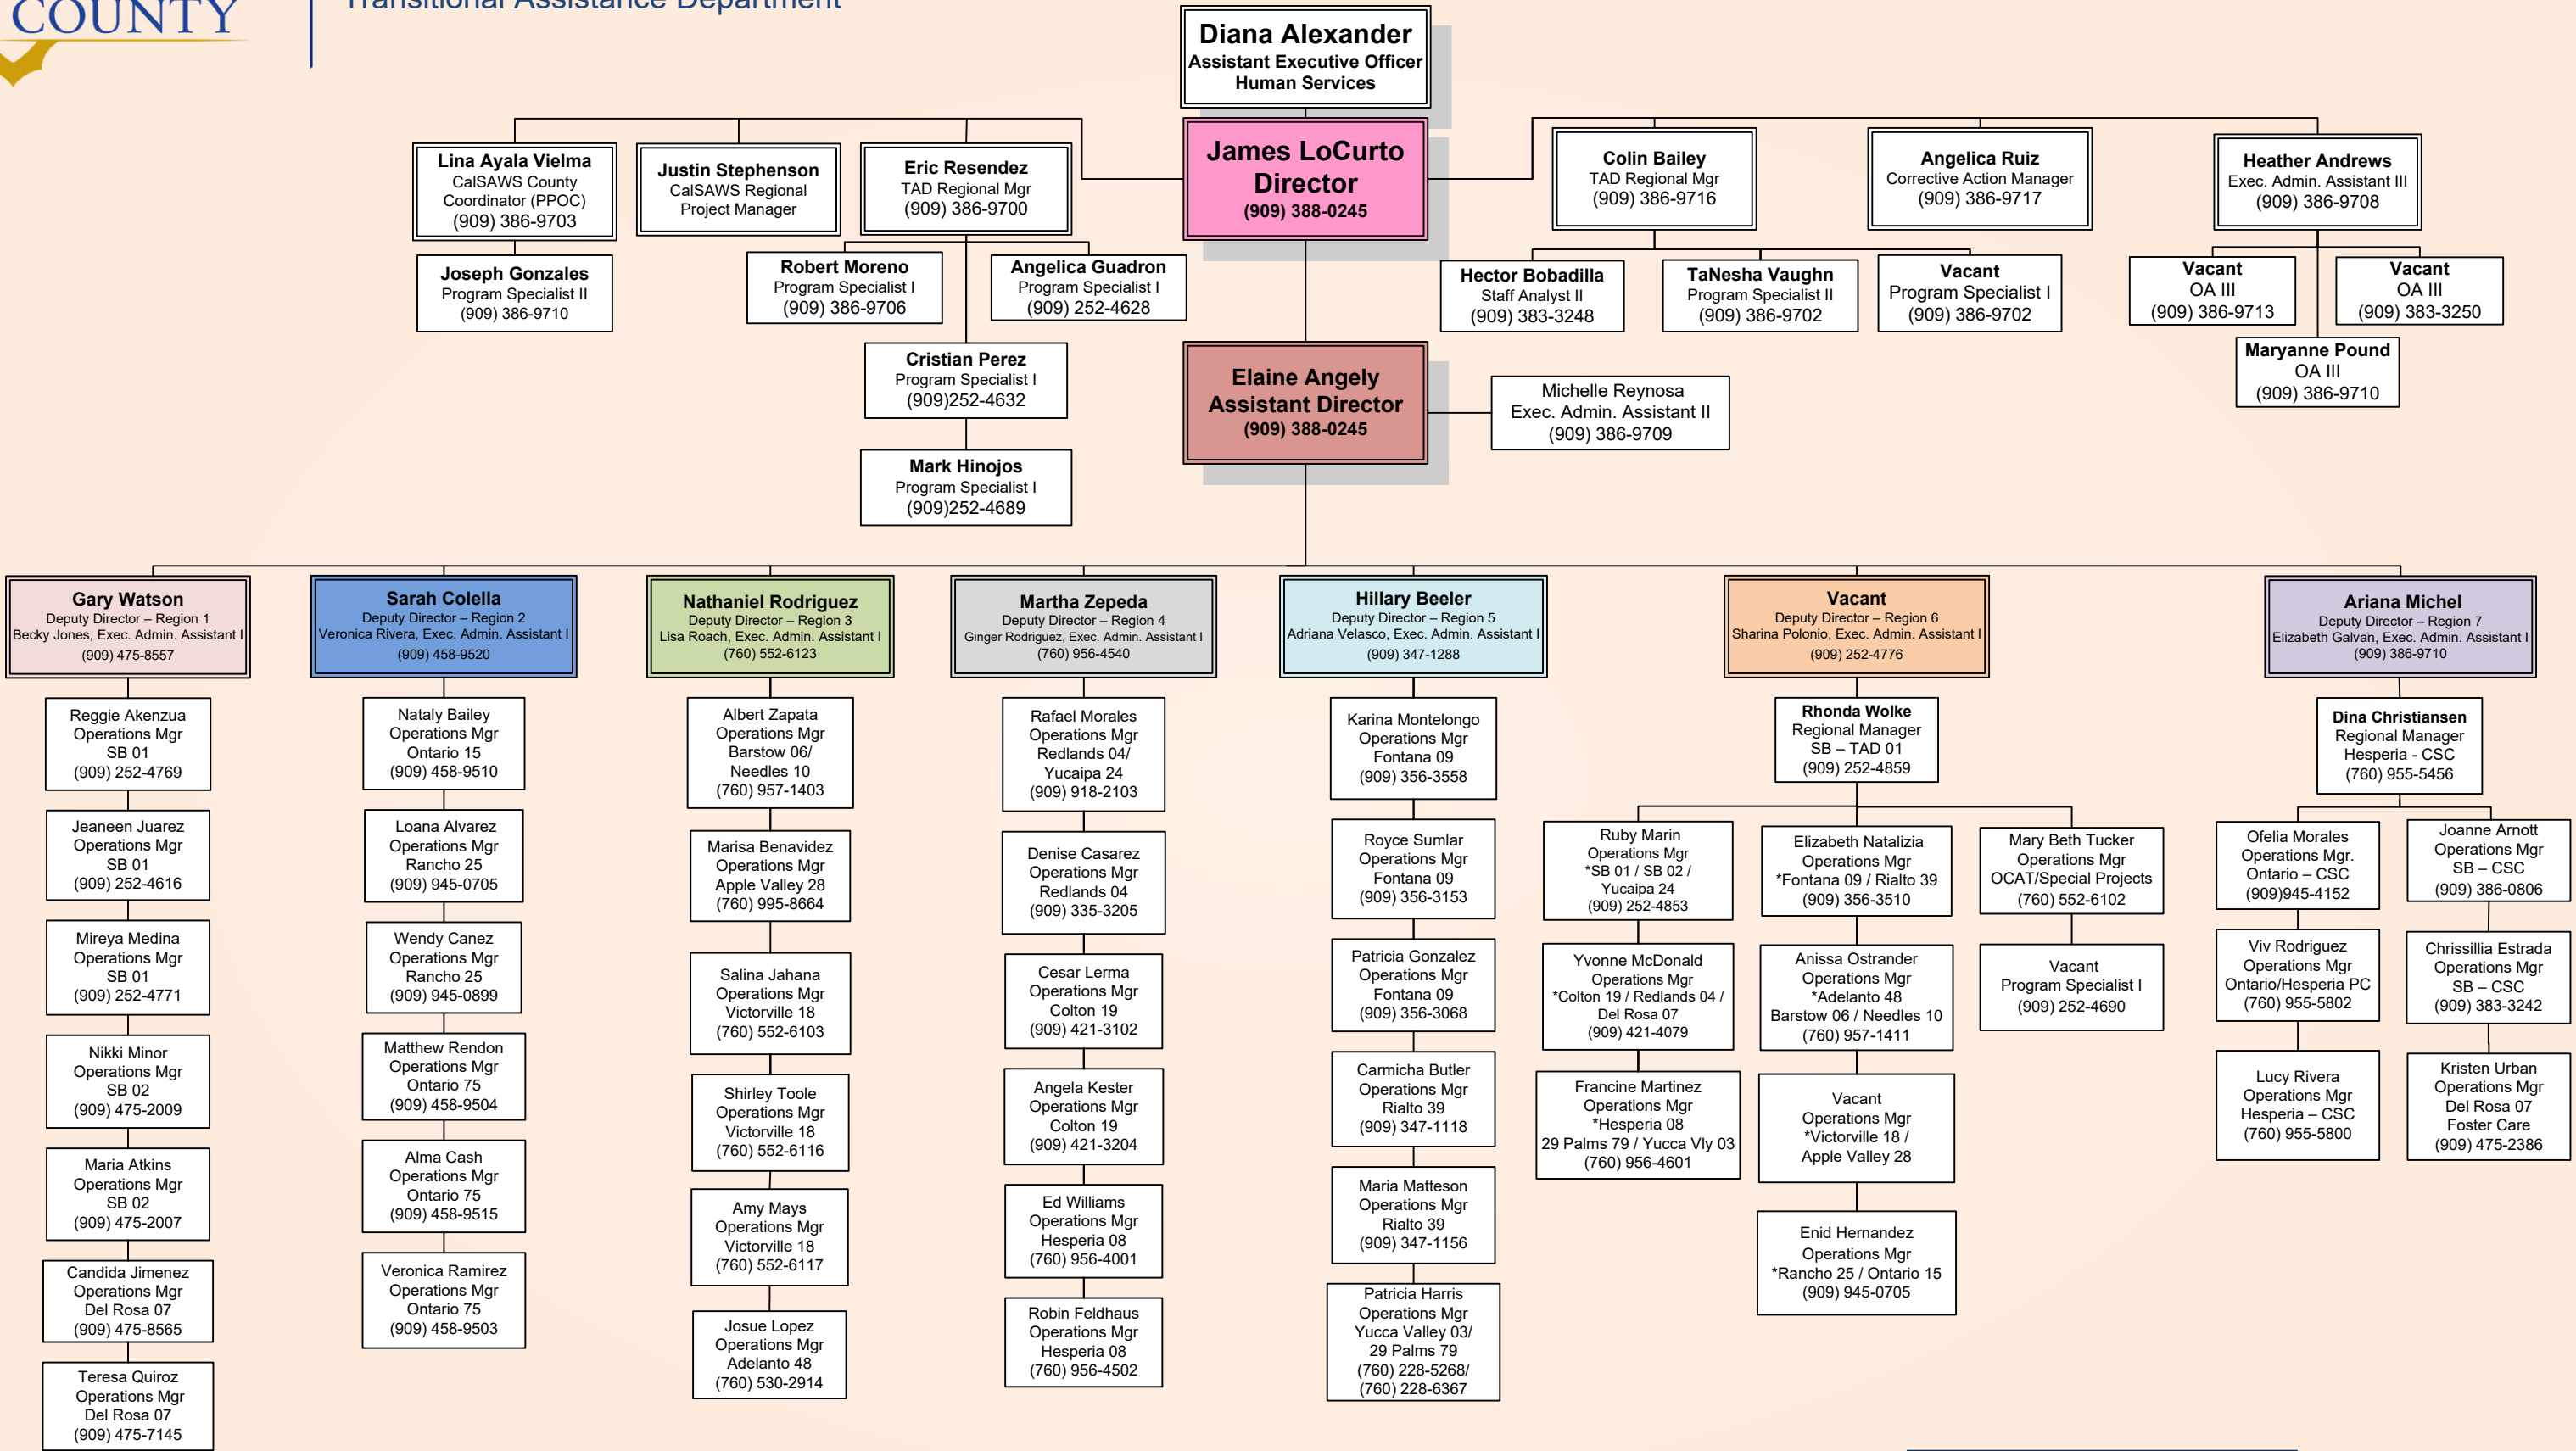 COUNTY
Transitional Assistance Department
Diana Alexander
Assistant Executive Officer
Human Services
James LoCurto
Director
(909) 388-0245
Lina Ayala Vielma
CalSAWS County
Coordinator (PPOC)
(909) 386-9703
Justin Stephenson
CalSAWS Regional
Project Manager
Eric Resendez
TAD Regional Mgr
(909) 386-9700
Colin Bailey
TAD Regional Mgr
(909) 386-9716
Angelica Ruiz
Corrective Action Manager
(909) 386-9717
Heather Andrews
Exec. Admin. Assistant III
(909) 386-9708
Joseph Gonzales
Program Specialist II
(909) 386-9710
Robert Moreno
Program Specialist I
(909) 386-9706
Angelica Guadron
Program Specialist I
(909) 252-4628
Hector Bobadilla
Staff Analyst II
(909) 383-3248
TaNesha Vaughn
Program Specialist II
(909) 386-9702
Vacant
Program Specialist I
(909) 386-9702
Vacant
OA III
(909) 386-9713
Vacant
OA III
(909) 383-3250
Maryanne Pound
OA III
(909) 386-9710
Cristian Perez
Program Specialist I
(909)252-4632
Mark Hinojos
Program Specialist I
(909)252-4689
Elaine Angely
Assistant Director
(909) 388-0245
Michelle Reynosa
Exec. Admin. Assistant II
(909) 386-9709
Gary Watson
Deputy Director – Region 1
Becky Jones, Exec. Admin. Assistant I
(909) 475-8557
Reggie Akenzua
Operations Mgr
SB 01
(909) 252-4769
Jeaneen Juarez
Operations Mgr
SB 01
(909) 252-4616
Mireya Medina
Operations Mgr
SB 01
(909) 252-4771
Nikki Minor
Operations Mgr
SB 02
(909) 475-2009
Maria Atkins
Operations Mgr
SB 02
(909) 475-2007
Candida Jimenez
Operations Mgr
Del Rosa 07
(909) 475-8565
Teresa Quiroz
Operations Mgr
Del Rosa 07
(909) 475-7145
Sarah Colella
Deputy Director – Region 2
Veronica Rivera, Exec. Admin. Assistant I
(909) 458-9520
Nataly Bailey
Operations Mgr
Ontario 15
(909) 458-9510
Loana Alvarez
Operations Mgr
Rancho 25
(909) 945-0705
Wendy Canez
Operations Mgr
Rancho 25
(909) 945-0899
Matthew Rendon
Operations Mgr
Ontario 75
(909) 458-9504
Alma Cash
Operations Mgr
Ontario 75
(909) 458-9515
Veronica Ramirez
Operations Mgr
Ontario 75
(909) 458-9503
Nathaniel Rodriguez
Deputy Director – Region 3
Lisa Roach, Exec. Admin. Assistant I
(760) 552-6123
Albert Zapata
Operations Mgr
Barstow 06/
Needles 10
(760) 957-1403
Marisa Benavidez
Operations Mgr
Apple Valley 28
(760) 995-8664
Salina Jahana
Operations Mgr
Victorville 18
(760) 552-6103
Shirley Toole
Operations Mgr
Victorville 18
(760) 552-6116
Amy Mays
Operations Mgr
Victorville 18
(760) 552-6117
Josue Lopez
Operations Mgr
Adelanto 48
(760) 530-2914
Martha Zepeda
Deputy Director – Region 4
Ginger Rodriguez, Exec. Admin. Assistant I
(760) 956-4540
Rafael Morales
Operations Mgr
Redlands 04/
Yucaipa 24
(909) 918-2103
Denise Casarez
Operations Mgr
Redlands 04
(909) 335-3205
Cesar Lerma
Operations Mgr
Colton 19
(909) 421-3102
Angela Kester
Operations Mgr
Colton 19
(909) 421-3204
Ed Williams
Operations Mgr
Hesperia 08
(760) 956-4001
Robin Feldhaus
Operations Mgr
Hesperia 08
(760) 956-4502
Hillary Beeler
Deputy Director – Region 5
Adriana Velasco, Exec. Admin. Assistant I
(909) 347-1288
Karina Montelongo
Operations Mgr
Fontana 09
(909) 356-3558
Royce Sumlar
Operations Mgr
Fontana 09
(909) 356-3153
Patricia Gonzalez
Operations Mgr
Fontana 09
(909) 356-3068
Carmicha Butler
Operations Mgr
Rialto 39
(909) 347-1118
Maria Matteson
Operations Mgr
Rialto 39
(909) 347-1156
Patricia Harris
Operations Mgr
Yucca Valley 03/
29 Palms 79
(760) 228-5268/
(760) 228-6367
Vacant
Deputy Director – Region 6
Sharina Polonio, Exec. Admin. Assistant I
(909) 252-4776
Rhonda Wolke
Regional Manager
SB – TAD 01
(909) 252-4859
Ruby Marin
Operations Mgr
*SB 01 / SB 02 /
Yucaipa 24
(909) 252-4853
Yvonne McDonald
Operations Mgr
*Colton 19 / Redlands 04 /
Del Rosa 07
(909) 421-4079
Francine Martinez
Operations Mgr
*Hesperia 08
29 Palms 79 / Yucca Vly 03
(760) 956-4601
Elizabeth Natalizia
Operations Mgr
*Fontana 09 / Rialto 39
(909) 356-3510
Anissa Ostrander
Operations Mgr
*Adelanto 48
Barstow 06 / Needles 10
(760) 957-1411
Vacant
Operations Mgr
*Victorville 18 /
Apple Valley 28
Enid Hernandez
Operations Mgr
*Rancho 25 / Ontario 15
(909) 945-0705
Mary Beth Tucker
Operations Mgr
OCAT/Special Projects
(760) 552-6102
Vacant
Program Specialist I
(909) 252-4690
Ariana Michel
Deputy Director – Region 7
Elizabeth Galvan, Exec. Admin. Assistant I
(909) 386-9710
Dina Christiansen
Regional Manager
Hesperia - CSC
(760) 955-5456
Ofelia Morales
Operations Mgr.
Ontario – CSC
(909)945-4152
Viv Rodriguez
Operations Mgr
Ontario/Hesperia PC
(760) 955-5802
Lucy Rivera
Operations Mgr
Hesperia – CSC
(760) 955-5800
Joanne Arnott
Operations Mgr
SB – CSC
(909) 386-0806
Chrissillia Estrada
Operations Mgr
SB – CSC
(909) 383-3242
Kristen Urban
Operations Mgr
Del Rosa 07
Foster Care
(909) 475-2386